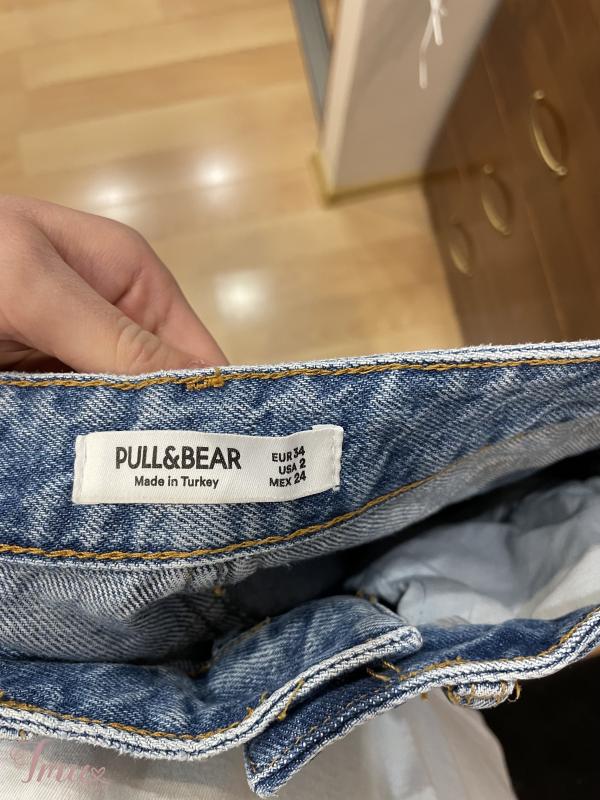 PULL&BEAR
Made in Turkey
EUR 34
USA 2
MEX 24